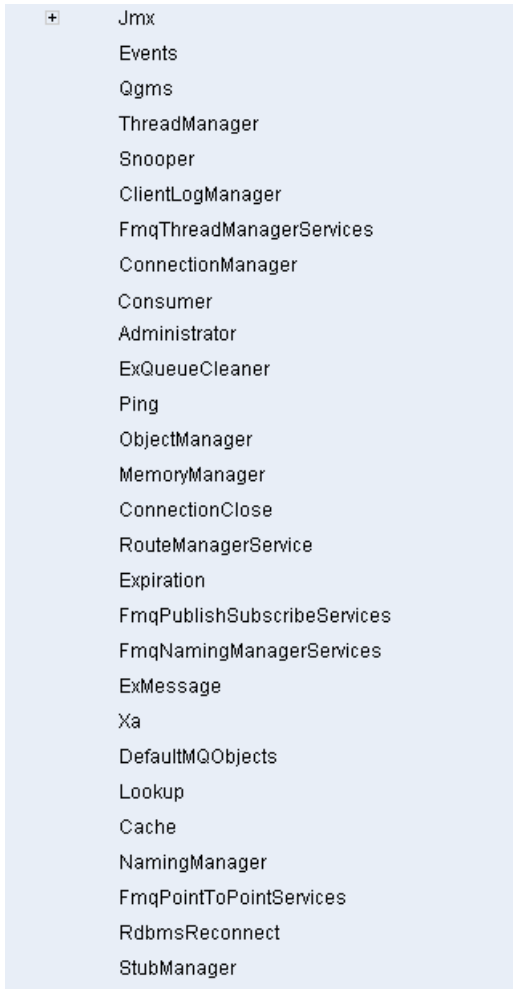 Jmx
Events
Qgms
ThreadManager
Snooper
ClientLogManager
FmqThreadManagerServices
ConnectionManager
Consumer
Administrator
ExQueueCleaner
Ping
ObjectManager
MemoryManager
ConnectionClose
RouteManagerService
Expiration
FmqPublishSubscribeServices
FmqNamingManagerServices
ExMessage
Xa
DefaultMQObjects
Lookup
Cache
NamingManager
FmqPointToPointServices
RdbmsReconnect
StubManager